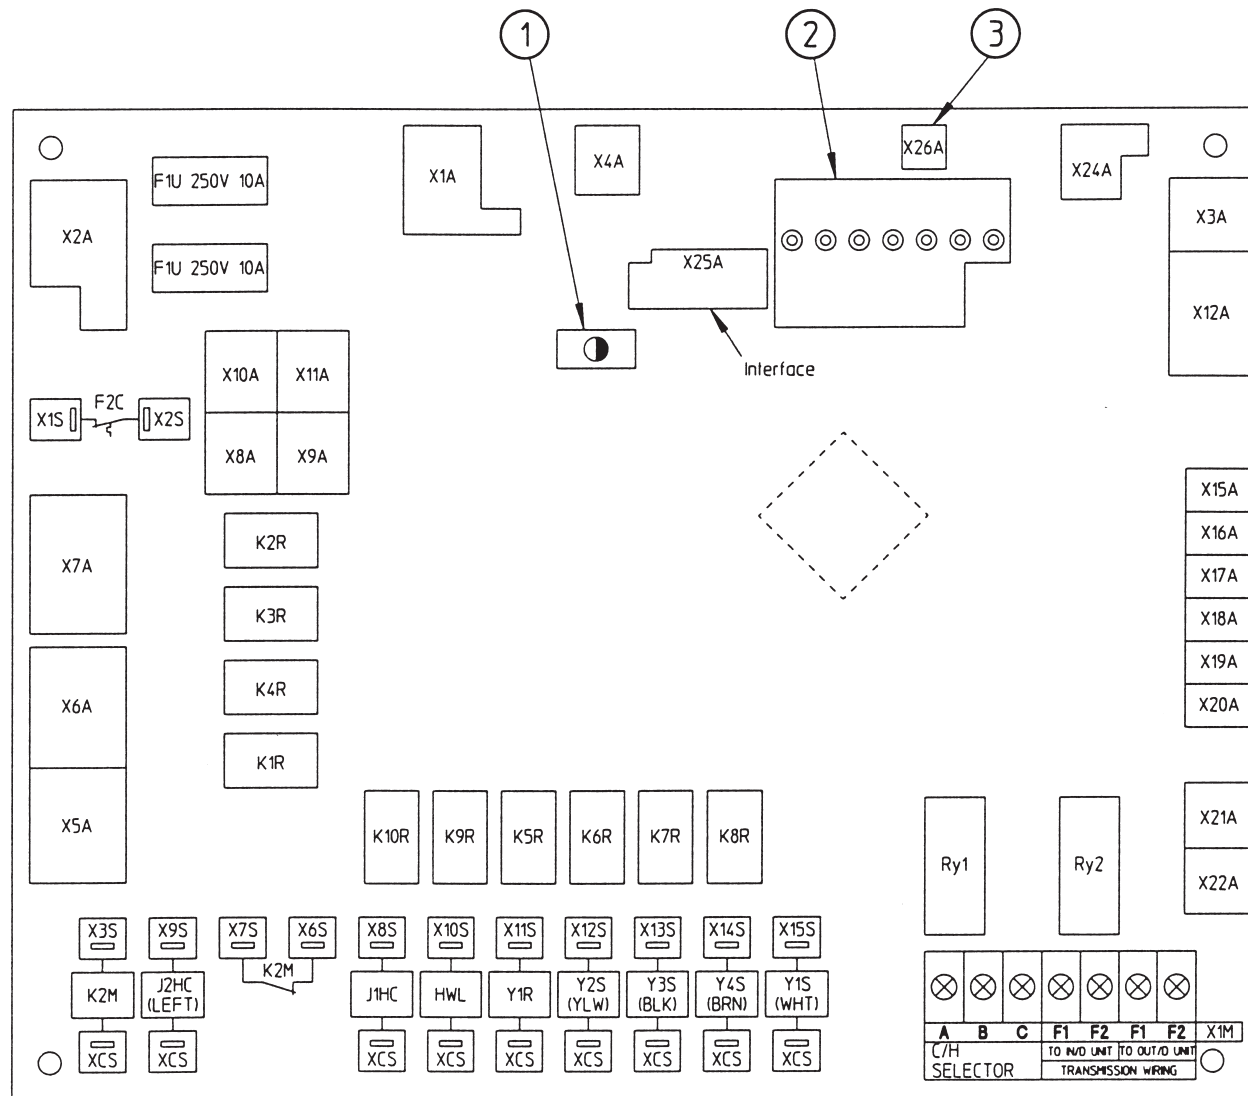 1
2
3
X1A
X4A
X26A
X24A
F1U 250V 10A
X2A
X3A
F1U 250V 10A
X25A
X12A
Interface
X10A
X11A
X1S
F2C
X2S
X8A
X9A
X15A
K2R
X16A
X7A
X17A
K3R
X18A
X19A
K4R
X6A
X20A
K1R
X5A
K10R
K9R
K5R
K6R
K7R
K8R
Ry1
Ry2
X21A
X22A
X3S
X9S
X7S
X6S
X8S
X10S
X11S
X12S
X13S
X14S
X15S
K2M
K2M
J2HC
(LEFT)
J1HC
HWL
Y1R
Y2S
(YLW)
Y3S
(BLK)
Y4S
(BRN)
Y1S
(WHT)
XCS
XCS
XCS
XCS
XCS
XCS
XCS
XCS
XCS
A B C F1 F2 F1 F2 X1M
C/H
SELECTOR
TO IN/D UNIT
TO OUT/D UNIT
TRANSMISSION WIRING